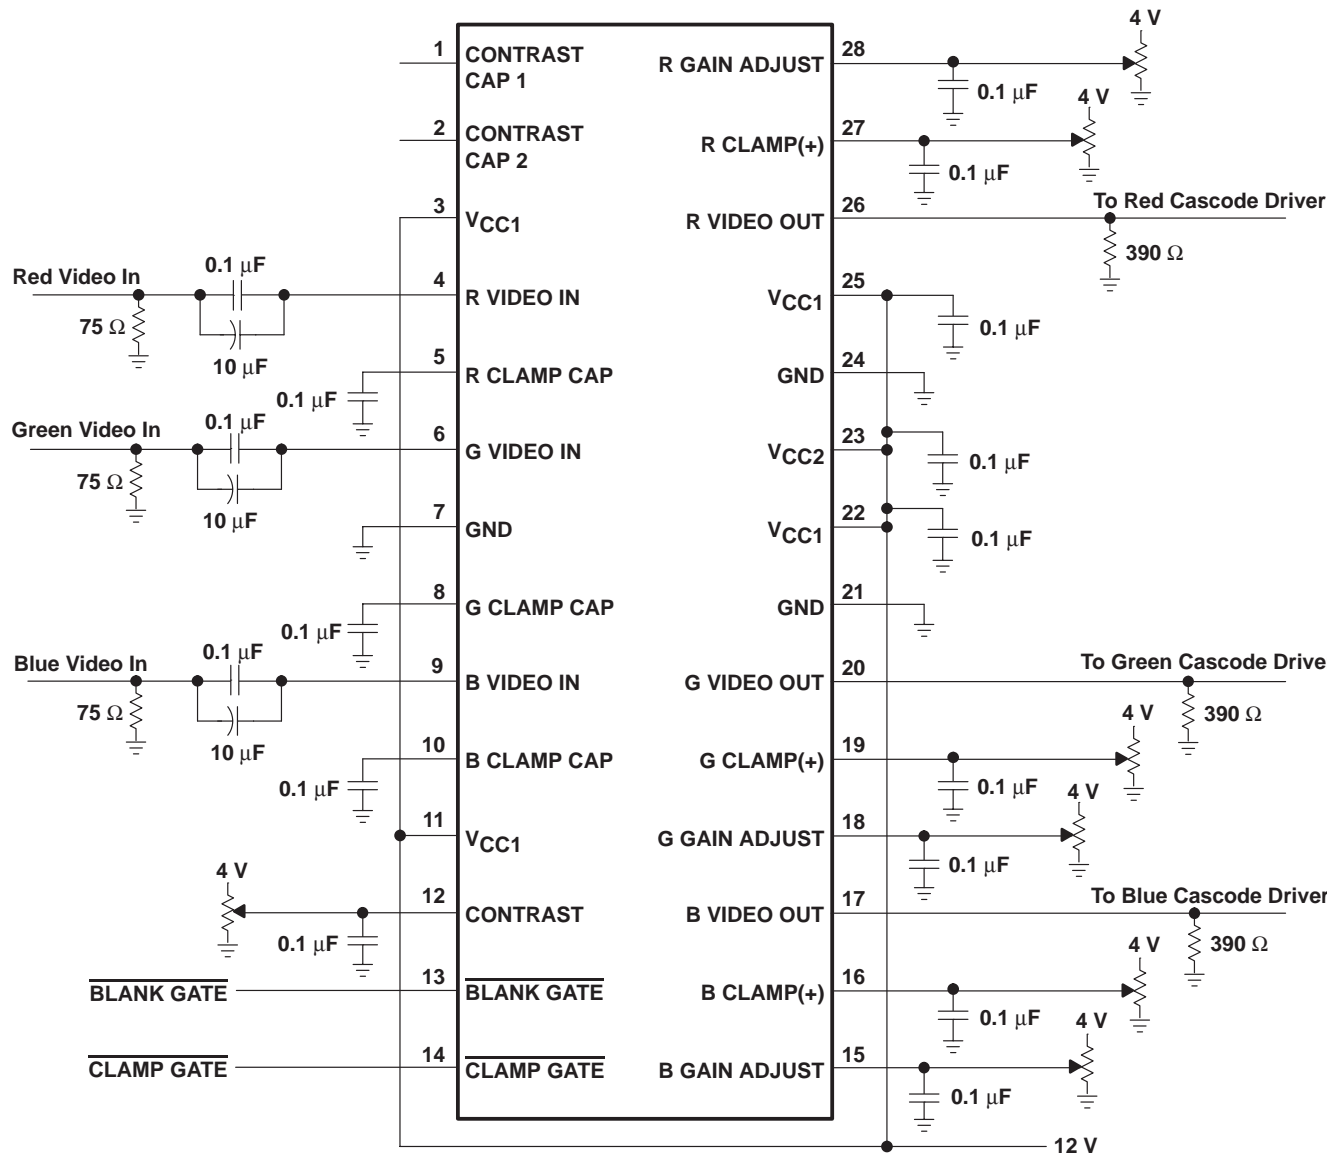 1 CONTRAST CAP 1
2 CONTRAST CAP 2
3 VCC1
Red Video In
0.1 μF
75 Ω
10 μF
4 R VIDEO IN
5 R CLAMP CAP
0.1 μF
Green Video In
0.1 μF
75 Ω
10 μF
6 G VIDEO IN
7 GND
8 G CLAMP CAP
0.1 μF
Blue Video In
0.1 μF
75 Ω
10 μF
9 B VIDEO IN
10 B CLAMP CAP
0.1 μF
11 VCC1
4 V
12 CONTRAST
0.1 μF
BLANK GATE
13 BLANK GATE
CLAMP GATE
14 CLAMP GATE
R GAIN ADJUST 28
4 V
0.1 μF
R CLAMP(+) 27
4 V
0.1 μF
R VIDEO OUT 26
To Red Cascode Driver
390 Ω
VCC1 25
0.1 μF
GND 24
VCC2 23
0.1 μF
VCC1 22
0.1 μF
GND 21
G VIDEO OUT 20
To Green Cascode Drive
390 Ω
G CLAMP(+) 19
4 V
0.1 μF
G GAIN ADJUST 18
4 V
0.1 μF
B VIDEO OUT 17
To Blue Cascode Driver
390 Ω
B CLAMP(+) 16
4 V
0.1 μF
B GAIN ADJUST 15
4 V
0.1 μF
12 V